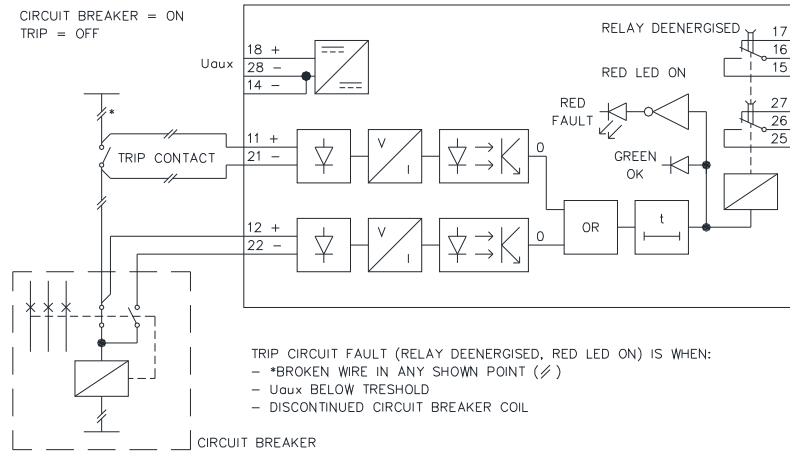 CIRCUIT BREAKER = ON
TRIP = OFF
RELAY DEENERGISED
17
16
15
Uaux
18 +
28 -
14 -
RED LED ON
RED
FAULT
27
26
25
*
TRIP CONTACT
11 +
21 -
V
I
0
GREEN
OK
12 +
22 -
V
I
0
OR
t
TRIP CIRCUIT FAULT (RELAY DEENERGISED, RED LED ON) IS WHEN:
- *BROKEN WIRE IN ANY SHOWN POINT (//)
- Uaux BELOW TRESHOLD
- DISCONTINUED CIRCUIT BREAKER COIL
CIRCUIT BREAKER